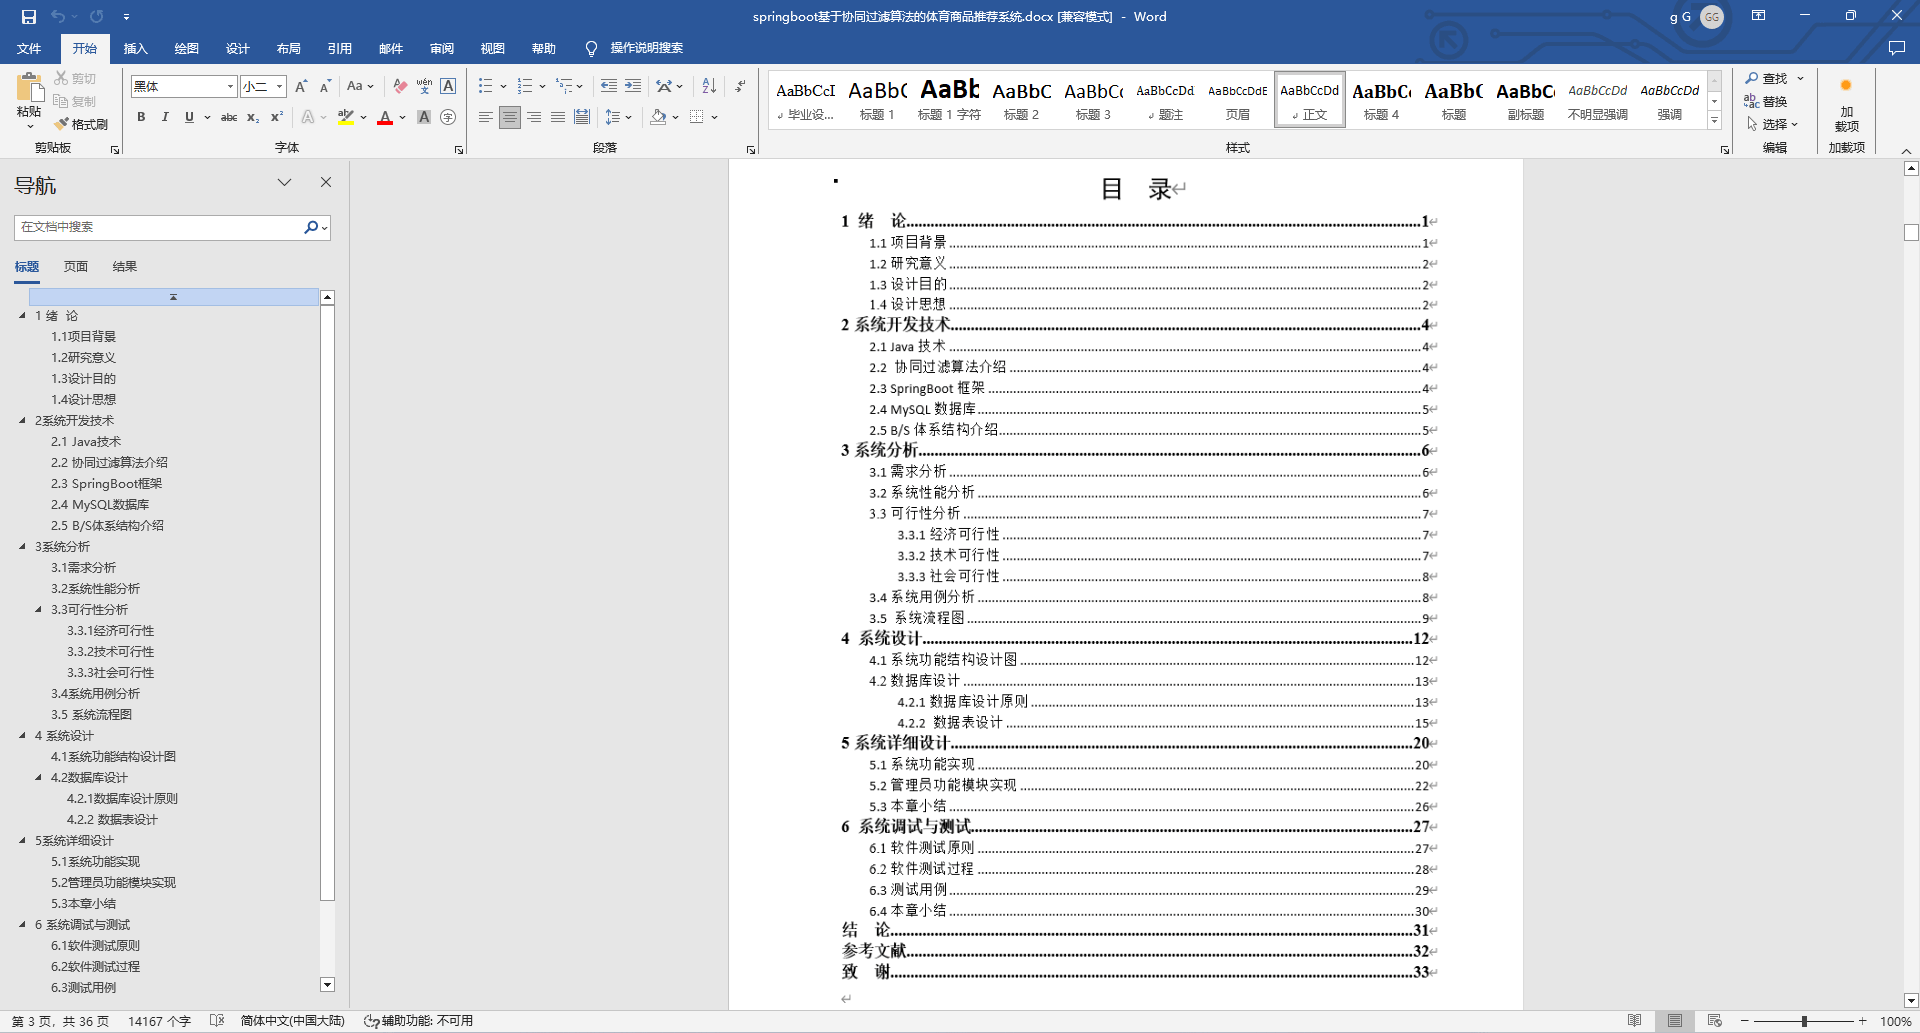 springboot基于协同过滤算法的体育商品推荐系统.docx [兼容模式] - Word
g G
GG
文件 开始 插入 绘图 设计 布局 引用 邮件 审阅 视图 帮助 操作说明搜索
粘贴
剪切
复制
格式刷
剪贴板
黑体 小二
Aa
wén
文
A
B I U abc x₂ x² A aby A A 字
字体
段落
AaBbCcI 毕业设...
AaBbC 标题 1
AaBb 标题 1 字符
AaBbC 标题 2
AaBbCc 标题 3
AaBbCcDd 题注
AaBbCcDdE 页眉
AaBbCcDd 正文
AaBbCc 标题 4
AaBbC 标题
AaBbC 副标题
AaBbCcDd 不明显强调
AaBbCcDd 强调
样式
查找
替换
选择
编辑
加
载项
加载项
导航
在文档中搜索
标题 页面 结果
1 绪 论
1.1项目背景
1.2研究意义
1.3设计目的
1.4设计思想
2系统开发技术
2.1 Java技术
2.2 协同过滤算法介绍
2.3 SpringBoot框架
2.4 MySQL数据库
2.5 B/S体系结构介绍
3系统分析
3.1需求分析
3.2系统性能分析
3.3可行性分析
3.3.1经济可行性
3.3.2技术可行性
3.3.3社会可行性
3.4系统用例分析
3.5 系统流程图
4 系统设计
4.1系统功能结构设计图
4.2数据库设计
4.2.1数据库设计原则
4.2.2 数据表设计
5系统详细设计
5.1系统功能实现
5.2管理员功能模块实现
5.3本章小结
6 系统调试与测试
6.1软件测试原则
6.2软件测试过程
6.3测试用例
目 录
1 绪 论 1
1.1 项目背景 1
1.2 研究意义 2
1.3 设计目的 2
1.4 设计思想 2
2 系统开发技术 4
2.1 Java 技术 4
2.2 协同过滤算法介绍 4
2.3 SpringBoot 框架 4
2.4 MySQL 数据库 5
2.5 B/S 体系结构介绍 5
3 系统分析 6
3.1 需求分析 6
3.2 系统性能分析 6
3.3 可行性分析 7
3.3.1 经济可行性 7
3.3.2 技术可行性 7
3.3.3 社会可行性 8
3.4 系统用例分析 8
3.5 系统流程图 9
4 系统设计 12
4.1 系统功能结构设计图 12
4.2 数据库设计 13
4.2.1 数据库设计原则 13
4.2.2 数据表设计 15
5 系统详细设计 20
5.1 系统功能实现 20
5.2 管理员功能模块实现 22
5.3 本章小结 26
6 系统调试与测试 27
6.1 软件测试原则 27
6.2 软件测试过程 28
6.3 测试用例 29
6.4 本章小结 30
结 论 31
参考文献 32
致 谢 33
第 3 页，共 36 页 14167 个字 简体中文(中国大陆) 辅助功能: 不可用
100%